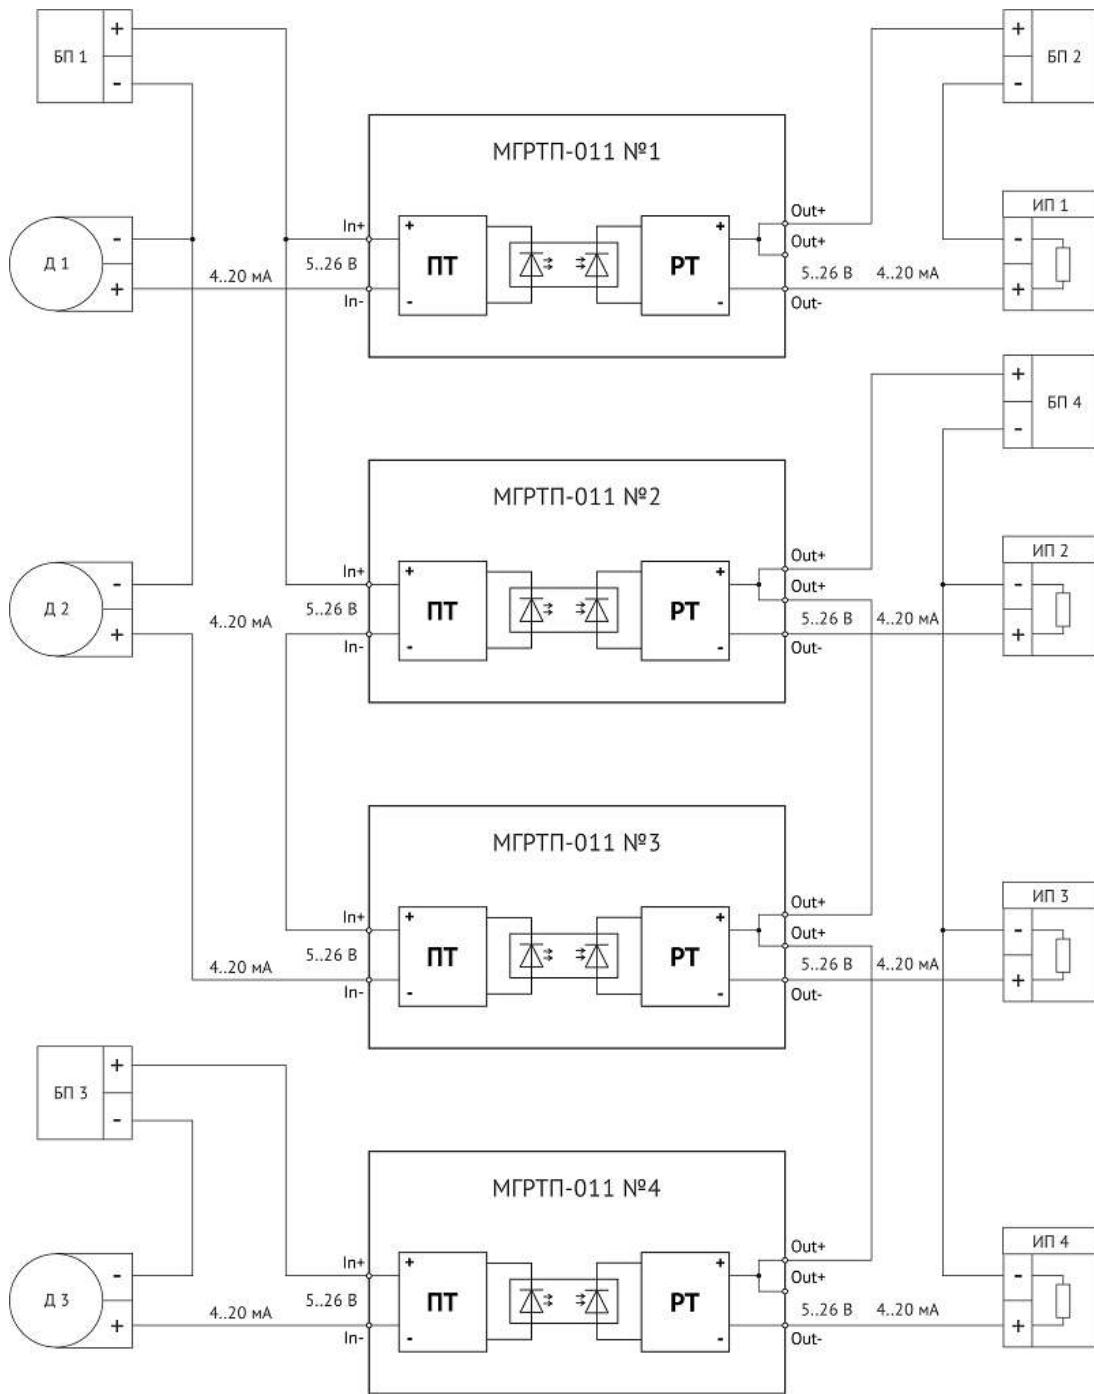 БП 1
+
-
+
-
БП 2
МГРТП-011 №1
Д 1
-
+
4..20 мА
In+
5..26 В
In-
+
-
ПТ
РТ
+
-
Out+
Out+
5..26 В
4..20 мА
Out-
ИП 1
-
+
+
-
БП 4
МГРТП-011 №2
Д 2
-
+
4..20 мА
In+
5..26 В
In-
+
-
ПТ
РТ
+
-
Out+
Out+
5..26 В
4..20 мА
Out-
ИП 2
-
+
МГРТП-011 №3
4..20 мА
In+
5..26 В
In-
+
-
ПТ
РТ
+
-
Out+
Out+
5..26 В
4..20 мА
Out-
ИП 3
-
+
БП 3
+
-
МГРТП-011 №4
Д 3
-
+
4..20 мА
In+
5..26 В
In-
+
-
ПТ
РТ
+
-
Out+
Out+
5..26 В
4..20 мА
Out-
ИП 4
-
+